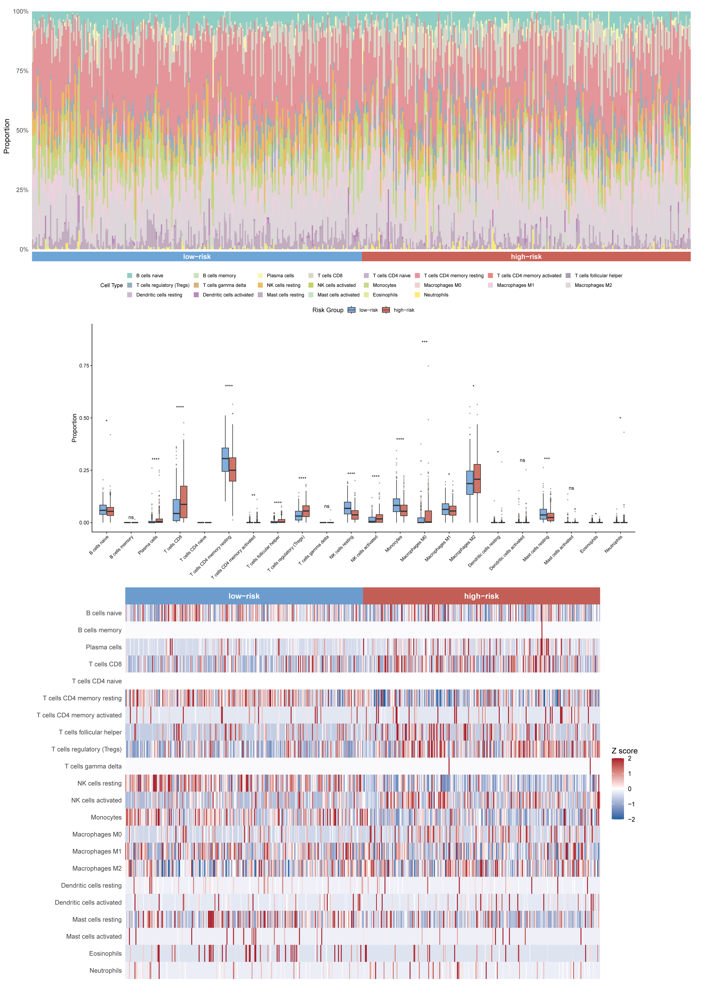 100%
75%
50%
25%
0%
Proportion
low−risk high−risk
B cells naive B cells memory Plasma cells T cells CD8 T cells CD4 naive T cells CD4 memory resting T cells CD4 memory activated T cells follicular helper
Cell Type T cells regulatory (Tregs) T cells gamma delta NK cells resting NK cells activated Monocytes Macrophages M0 Macrophages M1 Macrophages M2
Dendritic cells resting Dendritic cells activated Mast cells resting Mast cells activated Eosinophils Neutrophils
Risk Group low−risk high−risk
Proportion
0.75
0.50
0.25
0.00
* ns **** **** **** ** **** **** ns **** **** **** *** * * * ns *** ns * *
B cells naive
B cells memory
Plasma cells
T cells CD8
T cells CD4 naive
T cells CD4 memory resting
T cells CD4 memory activated
T cells follicular helper
T cells regulatory (Tregs)
T cells gamma delta
NK cells resting
NK cells activated
Monocytes
Macrophages M0
Macrophages M1
Macrophages M2
Dendritic cells resting
Dendritic cells activated
Mast cells resting
Mast cells activated
Eosinophils
Neutrophils
low−risk high−risk
B cells naive
B cells memory
Plasma cells
T cells CD8
T cells CD4 naive
T cells CD4 memory resting
T cells CD4 memory activated
T cells follicular helper
T cells regulatory (Tregs)
T cells gamma delta
NK cells resting
NK cells activated
Monocytes
Macrophages M0
Macrophages M1
Macrophages M2
Dendritic cells resting
Dendritic cells activated
Mast cells resting
Mast cells activated
Eosinophils
Neutrophils
Z score
2
1
0
−1
−2